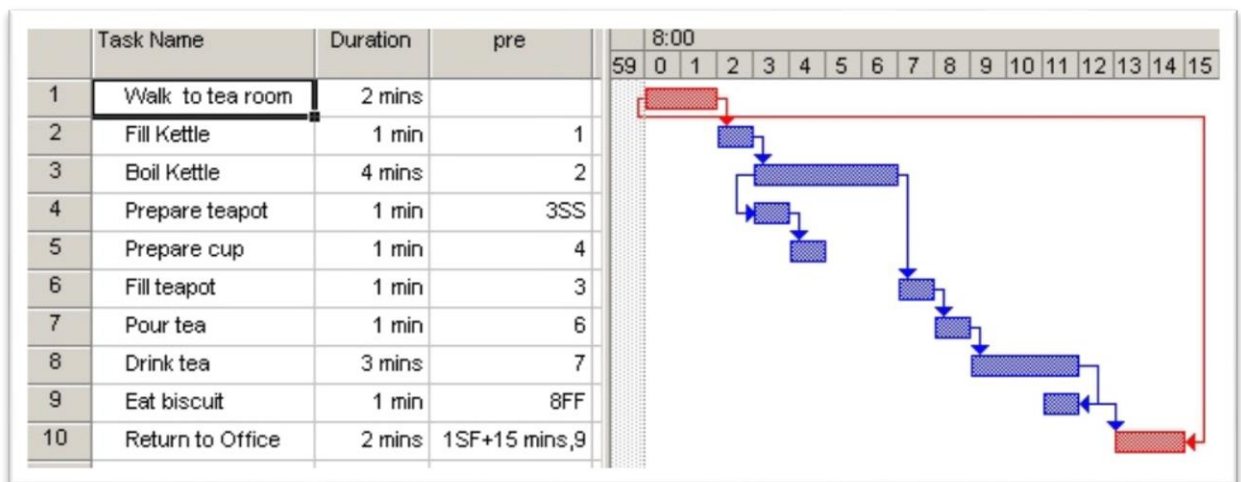 Task Name Duration pre 8:00
59 0 1 2 3 4 5 6 7 8 9 10 11 12 13 14 15
1 Walk to tea room 2 mins
2 Fill Kettle 1 min 1
3 Boil Kettle 4 mins 2
4 Prepare teapot 1 min 3SS
5 Prepare cup 1 min 4
6 Fill teapot 1 min 3
7 Pour tea 1 min 6
8 Drink tea 3 mins 7
9 Eat biscuit 1 min 8FF
10 Return to Office 2 mins 1SF+15 mins,9